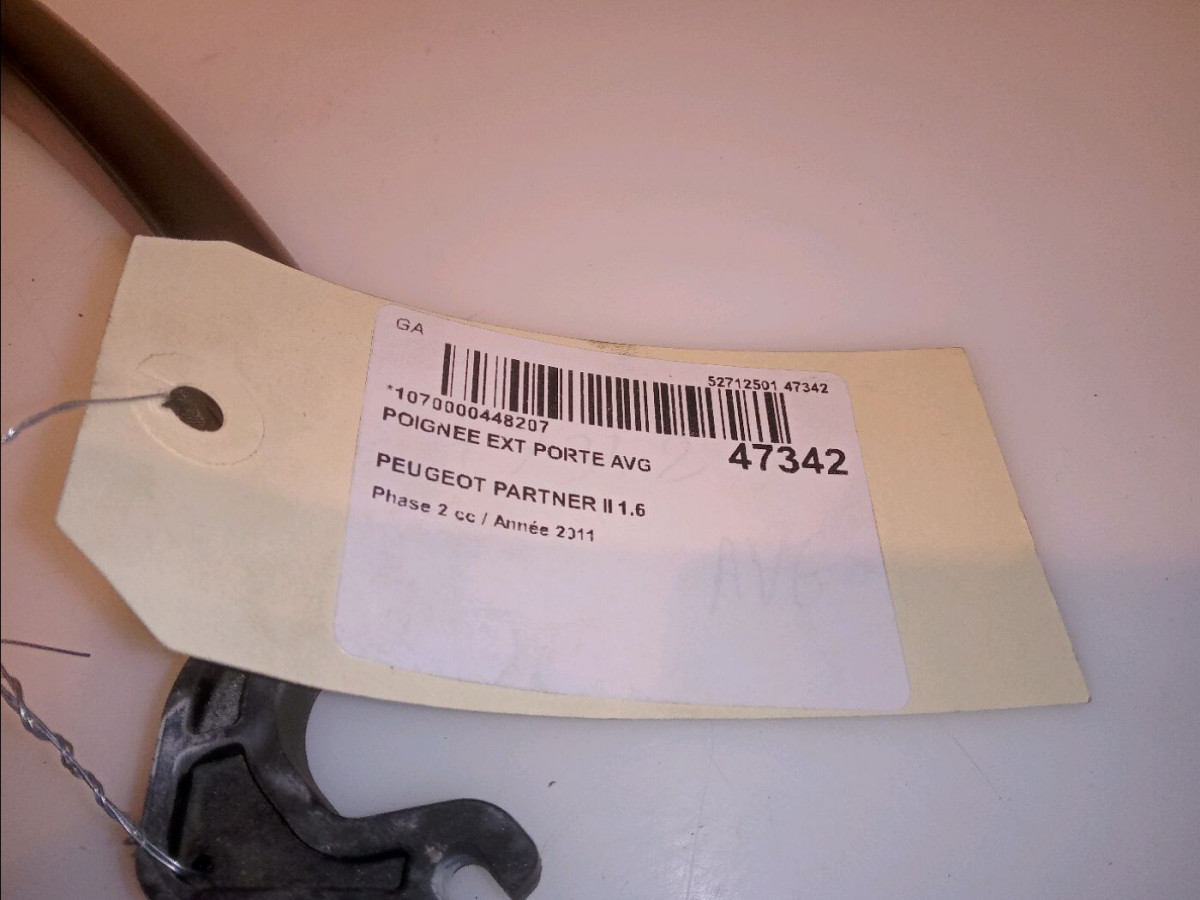 GA
52712501 47342
*1070000448207
POIGNEE EXT PORTE AVG
47342
PEUGEOT PARTNER II 1.6
Phase 2 cc / Année 2011
AVG